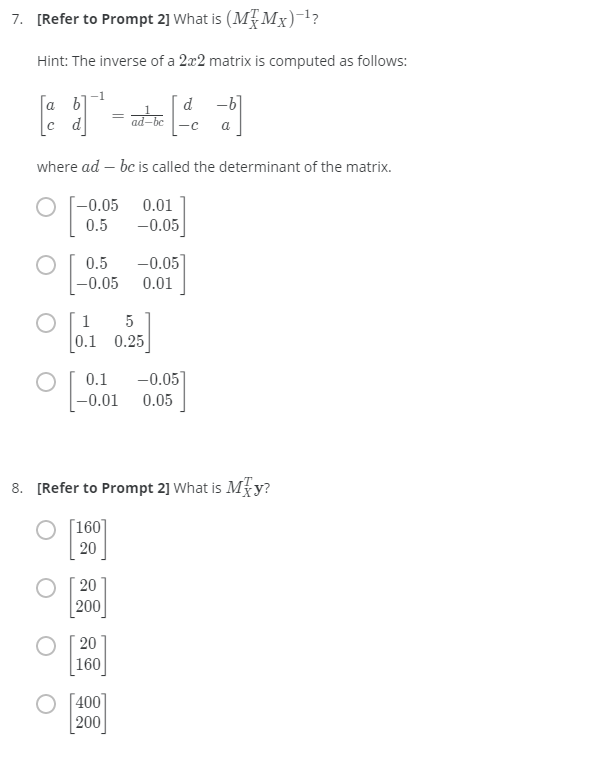 7. [Refer to Prompt 2] What is (M_X^T M_X)^{-1}?
Hint: The inverse of a 2x2 matrix is computed as follows:
[a b; c d]^{-1} = 1/(ad−bc) [d −b; −c a]
where ad − bc is called the determinant of the matrix.
[−0.05 0.01; 0.5 −0.05]
[0.5 −0.05; −0.05 0.01]
[1 5; 0.1 0.25]
[0.1 −0.05; −0.01 0.05]
8. [Refer to Prompt 2] What is M_X^T y?
[160; 20]
[20; 200]
[20; 160]
[400; 200]